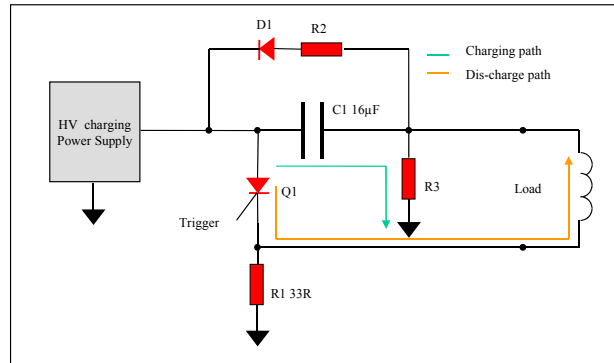 D1
R2
Charging path
Dis-charge path
C1 16µF
HV charging
Power Supply
Q1
R3
Load
Trigger
R1 33R